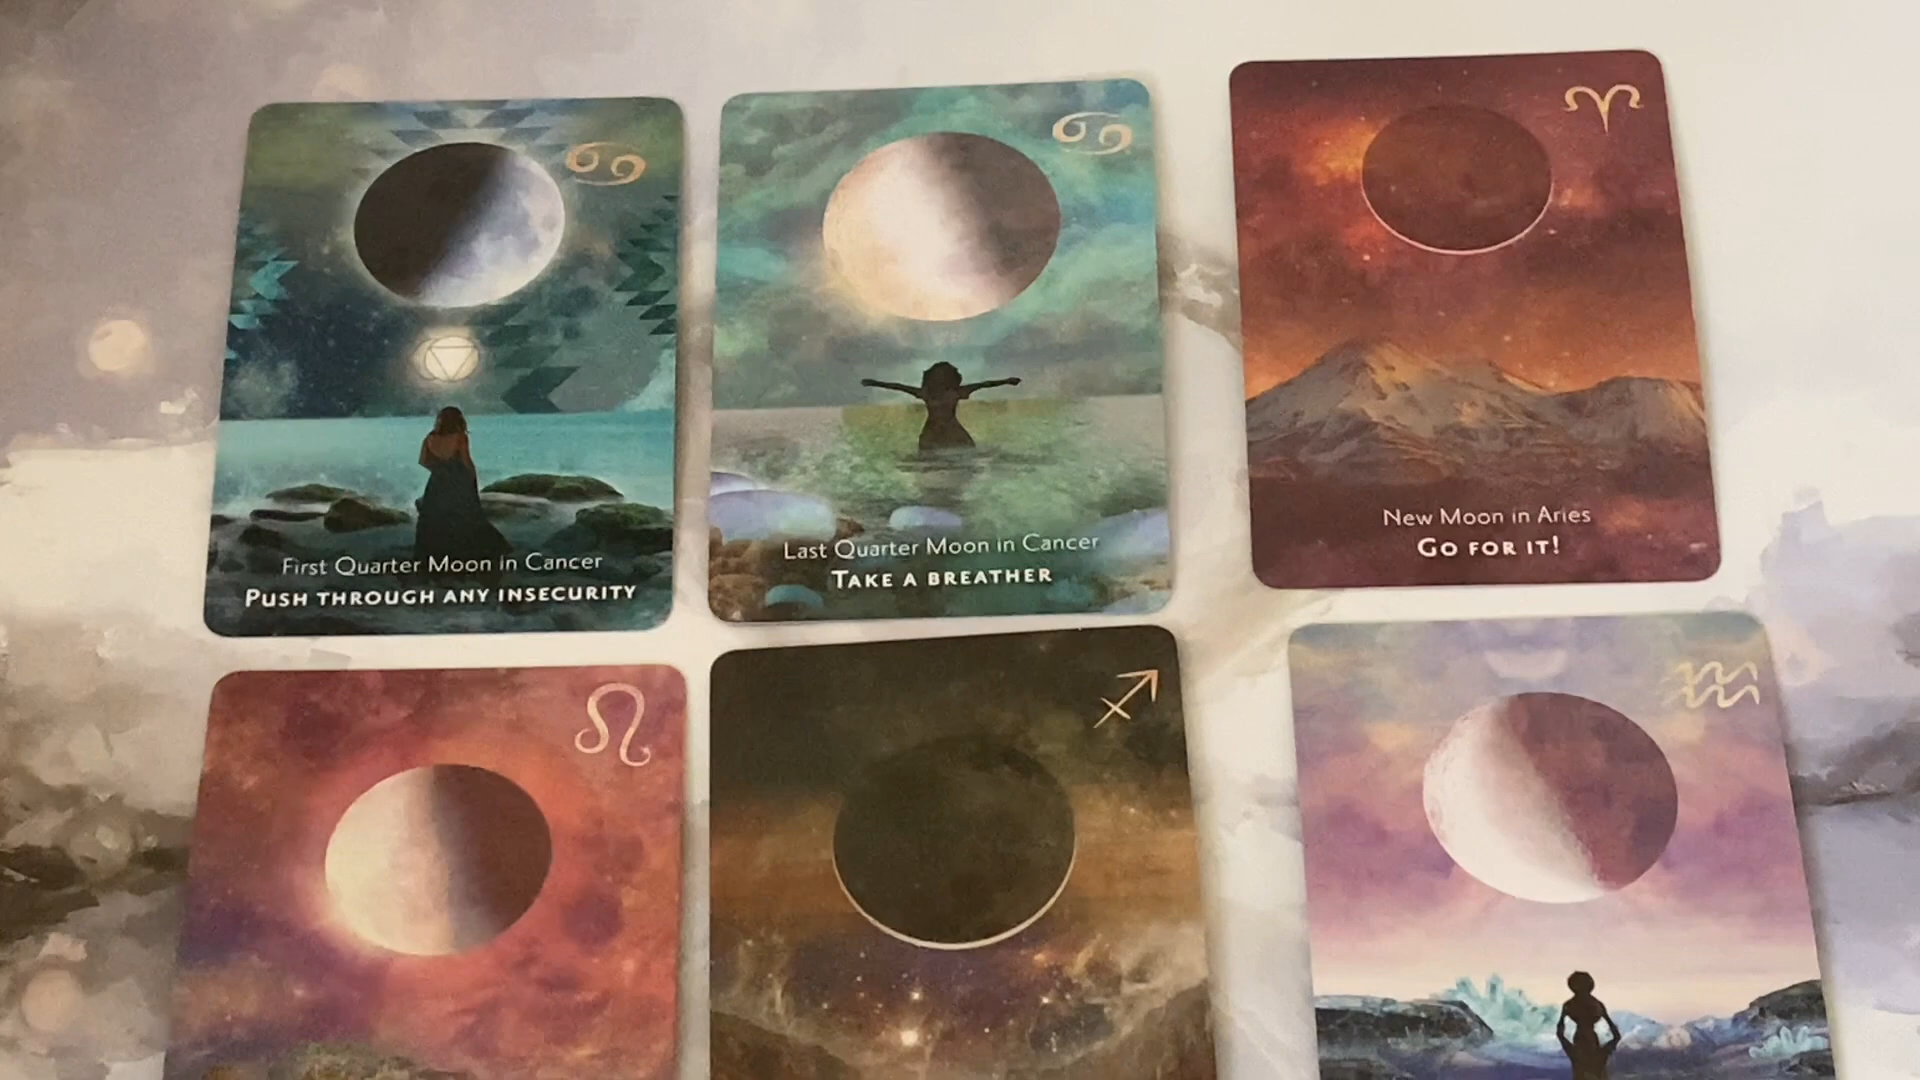 First Quarter Moon in Cancer
PUSH THROUGH ANY INSECURITY
Last Quarter Moon in Cancer
TAKE A BREATHER
New Moon in Aries
GO FOR IT!